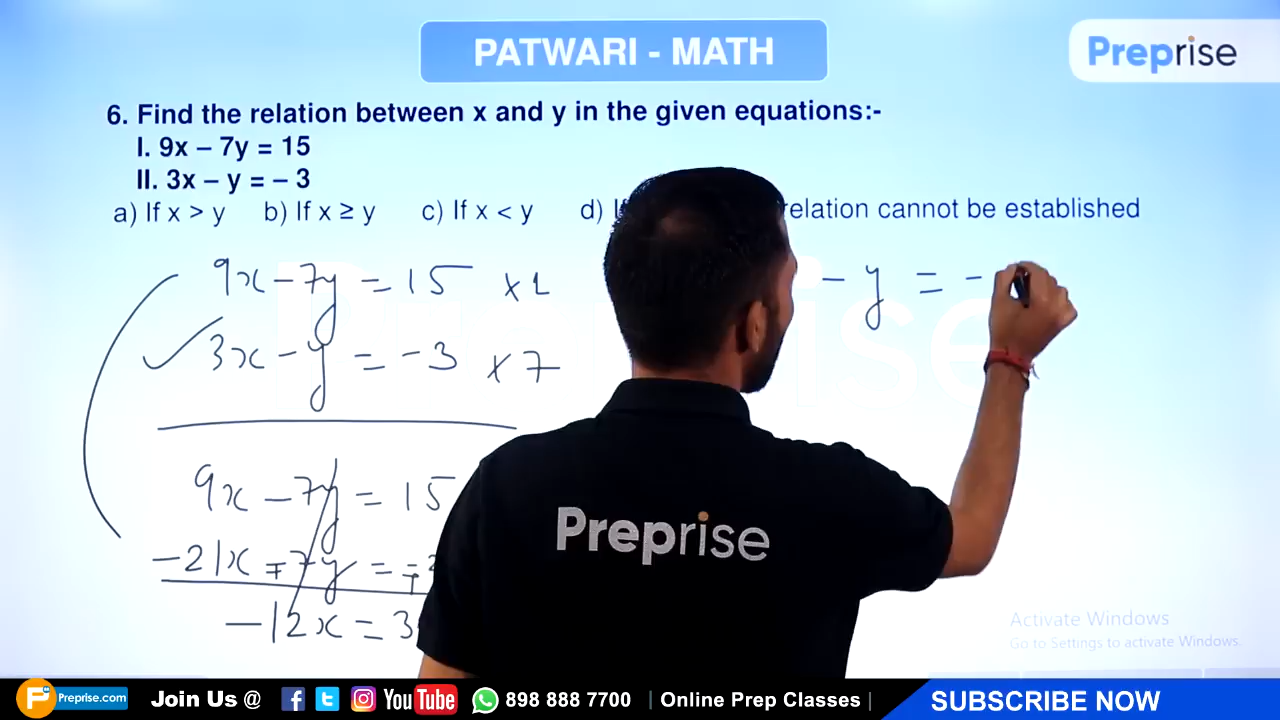 PATWARI - MATH
Preprise
6. Find the relation between x and y in the given equations:-
I. 9x – 7y = 15
II. 3x – y = – 3
a) If x > y b) If x ≥ y c) If x < y d) relation cannot be established
9x - 7y = 15 x 1
- y = -
3x - y = -3 x 7
9x - 7y = 15
-21x - 7y = -
-12x = 3
Preprise
Activate Windows
Go to Settings to activate Windows.
Preprise.com Join Us @ YouTube 898 888 7700 | Online Prep Classes | SUBSCRIBE NOW